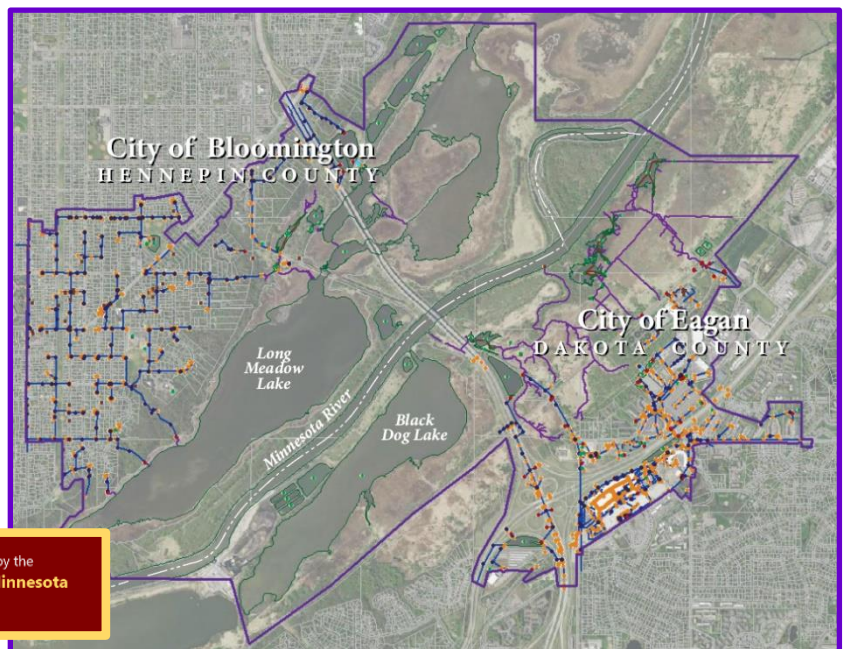 City of Bloomington
HENNEPIN COUNTY
City of Eagan
DAKOTA COUNTY
Long
Meadow
Lake
Black
Dog Lake
Minnesota River
by the
innesota